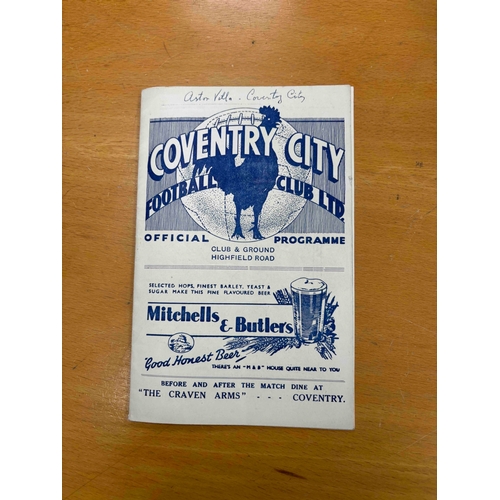 Aston Villa - Coventry City
COVENTRY CITY
FOOTBALL CLUB LTD.
OFFICIAL PROGRAMME
CLUB & GROUND
HIGHFIELD ROAD
SELECTED HOPS, FINEST BARLEY, YEAST &
SUGAR MAKE THIS FINE FLAVOURED BEER
Mitchells & Butlers
"Good Honest Beer"
THERE'S AN "M & B" HOUSE QUITE NEAR TO YOU
BEFORE AND AFTER THE MATCH DINE AT
"THE CRAVEN ARMS" - - - COVENTRY.